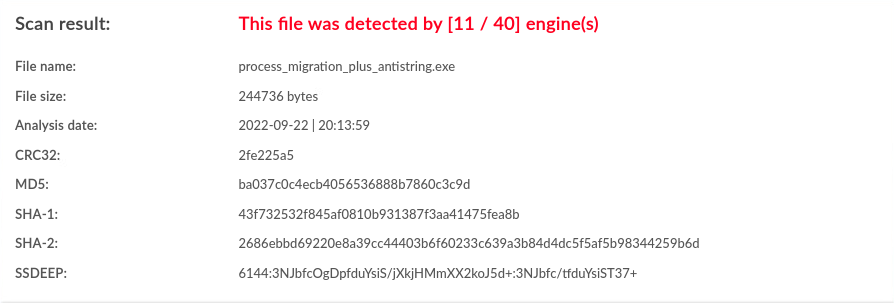 Scan result: This file was detected by [11 / 40] engine(s)
File name: process_migration_plus_antistring.exe
File size: 244736 bytes
Analysis date: 2022-09-22 | 20:13:59
CRC32: 2fe225a5
MD5: ba037c0c4ecb4056536888b7860c3c9d
SHA-1: 43f732532f845af0810b931387f3aa41475fea8b
SHA-2: 2686ebbd69220e8a39cc44403b6f60233c639a3b84d4dc5f5af5b98344259b6d
SSDEEP: 6144:3NJbfcOgDpfduYsiS/jXkjHMmXX2koJ5d+:3NJbfc/tfduYsiST37+